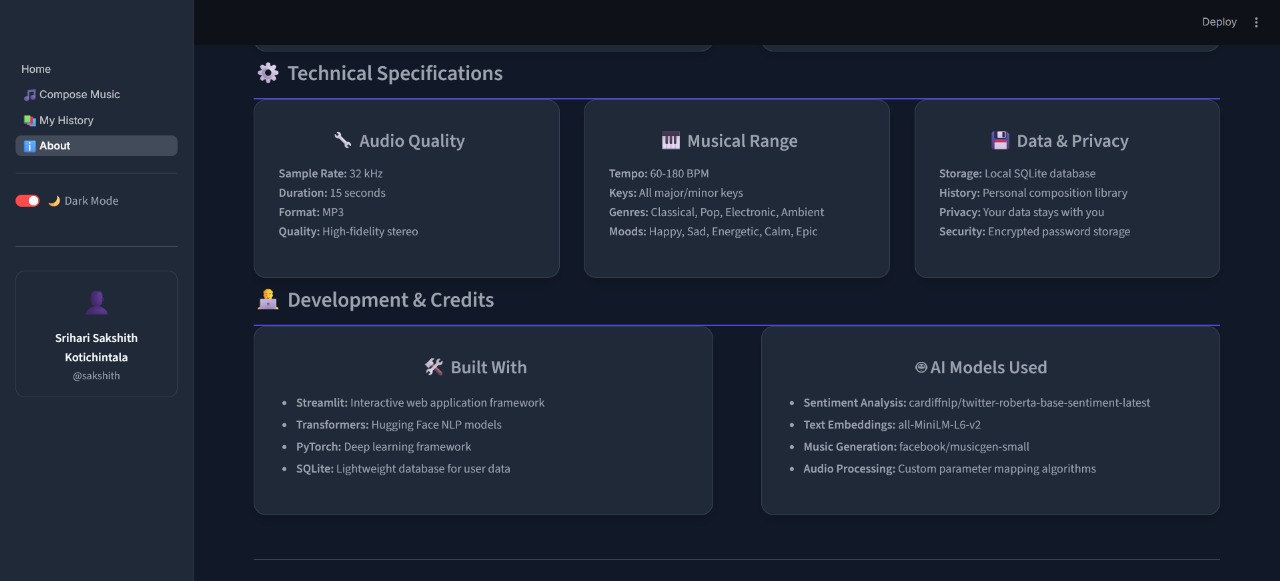 Deploy
Home
Compose Music
My History
About
Dark Mode
Srihari Sakshith
Kotichintala
@sakshith
Technical Specifications
Audio Quality
Sample Rate: 32 kHz
Duration: 15 seconds
Format: MP3
Quality: High-fidelity stereo
Musical Range
Tempo: 60-180 BPM
Keys: All major/minor keys
Genres: Classical, Pop, Electronic, Ambient
Moods: Happy, Sad, Energetic, Calm, Epic
Data & Privacy
Storage: Local SQLite database
History: Personal composition library
Privacy: Your data stays with you
Security: Encrypted password storage
Development & Credits
Built With
• Streamlit: Interactive web application framework
• Transformers: Hugging Face NLP models
• PyTorch: Deep learning framework
• SQLite: Lightweight database for user data
AI Models Used
• Sentiment Analysis: cardiffnlp/twitter-roberta-base-sentiment-latest
• Text Embeddings: all-MiniLM-L6-v2
• Music Generation: facebook/musicgen-small
• Audio Processing: Custom parameter mapping algorithms